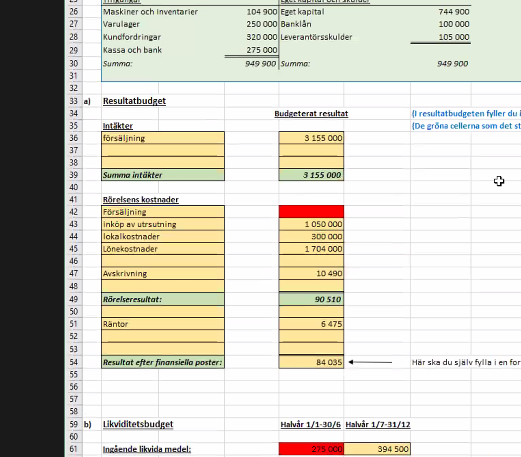 25 Tillgångar Eget kapital och skulder
26 Maskiner och inventarier 104 900 Eget kapital 744 900
27 Varulager 250 000 Banklån 100 000
28 Kundfordringar 320 000 Leverantörsskulder 105 000
29 Kassa och bank 275 000
30 Summa: 949 900 Summa: 949 900
31
32
33 a) Resultatbudget
34 Budgeterat resultat (I resultatbudgeten fyller du i
35 Intäkter (De gröna cellerna som det st
36 försäljning 3 155 000
37
38
39 Summa intäkter 3 155 000
40
41 Rörelsens kostnader
42 Försäljning
43 inköp av utrsutning 1 050 000
44 lokalkostnader 300 000
45 Lönekostnader 1 704 000
46
47 Avskrivning 10 490
48
49 Rörelseresultat: 90 510
50
51 Räntor 6 475
52
53
54 Resultat efter finansiella poster: 84 035 Här ska du själv fylla i en for
55
56
57
58
59 b) Likviditetsbudget Halvår 1/1-30/6 Halvår 1/7-31/12
60
61 Ingående likvida medel: 275 000 394 500